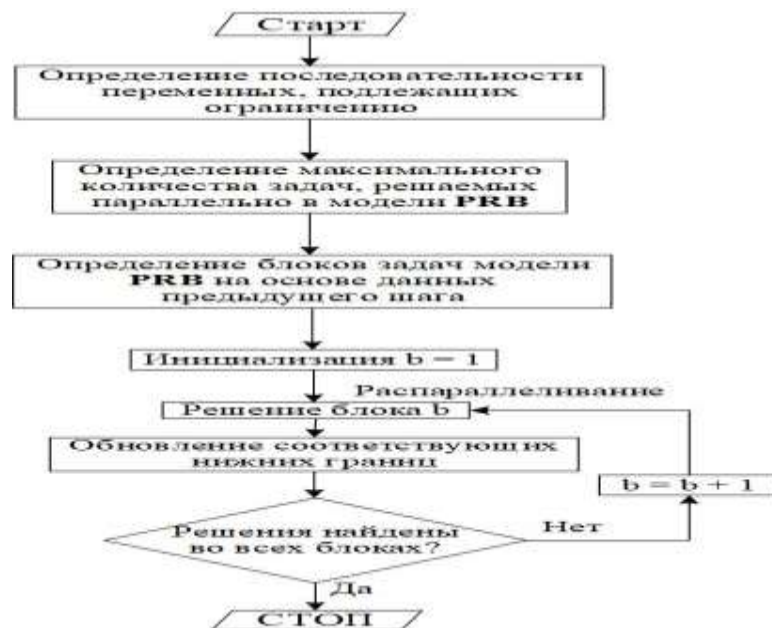 Старт
Определение последовательности
переменных, подлежащих
ограничению
Определение максимального
количества задач, решаемых
параллельно в модели PRB
Определение блоков задач модели
PRB на основе данных
предыдущего шага
Инициализация b = 1
Распараллеливание
Решение блока b
Обновление соответствующих
нижних границ
b = b + 1
Решения найдены
во всех блоках?
Нет
Да
СТОП